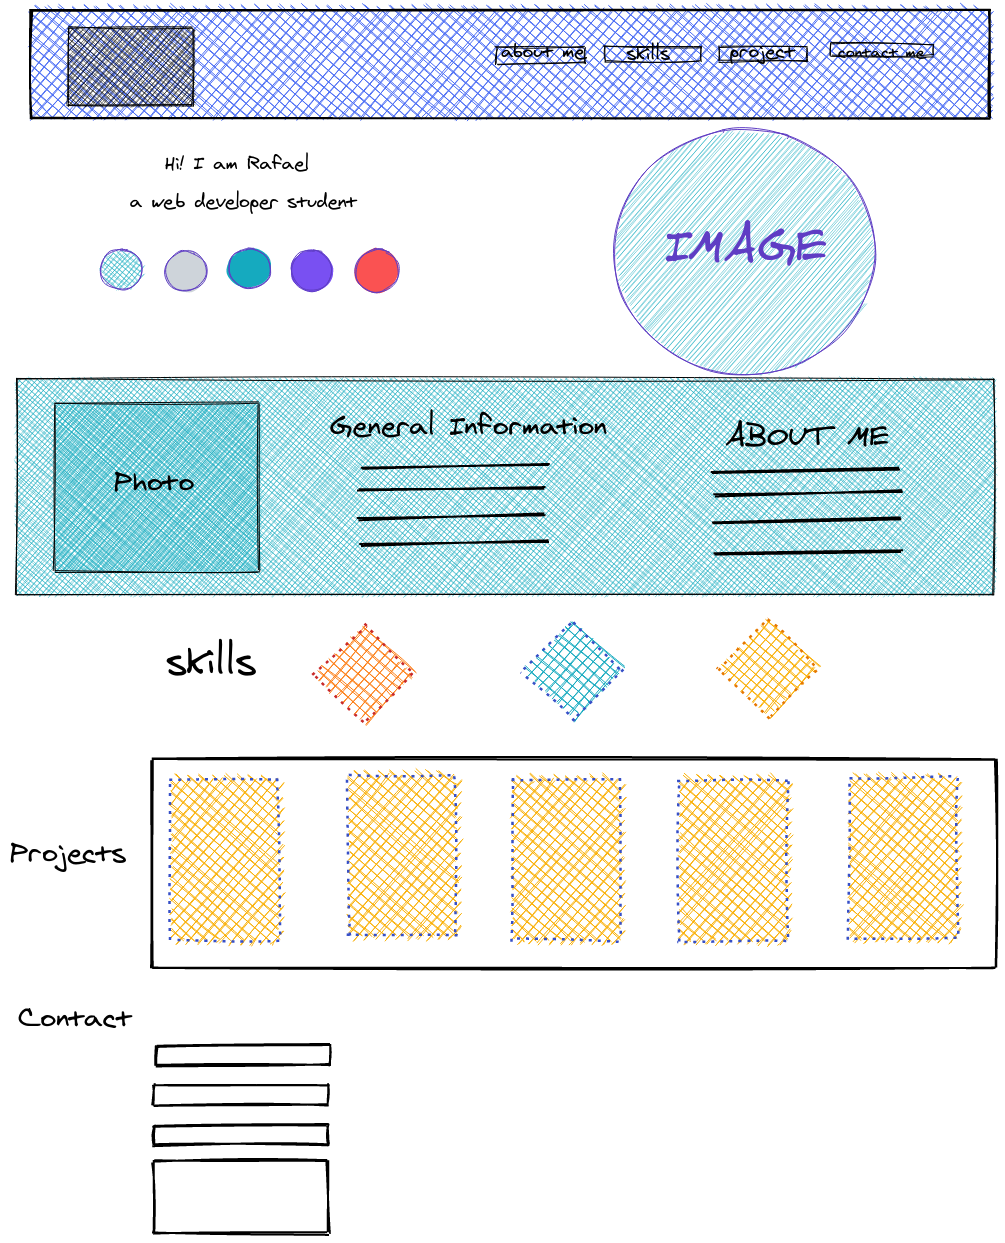 about me
skills
project
contact me
Hi! I am Rafael
a web developer student
IMAGE
Photo
General Information
ABOUT ME
skills
Projects
Contact